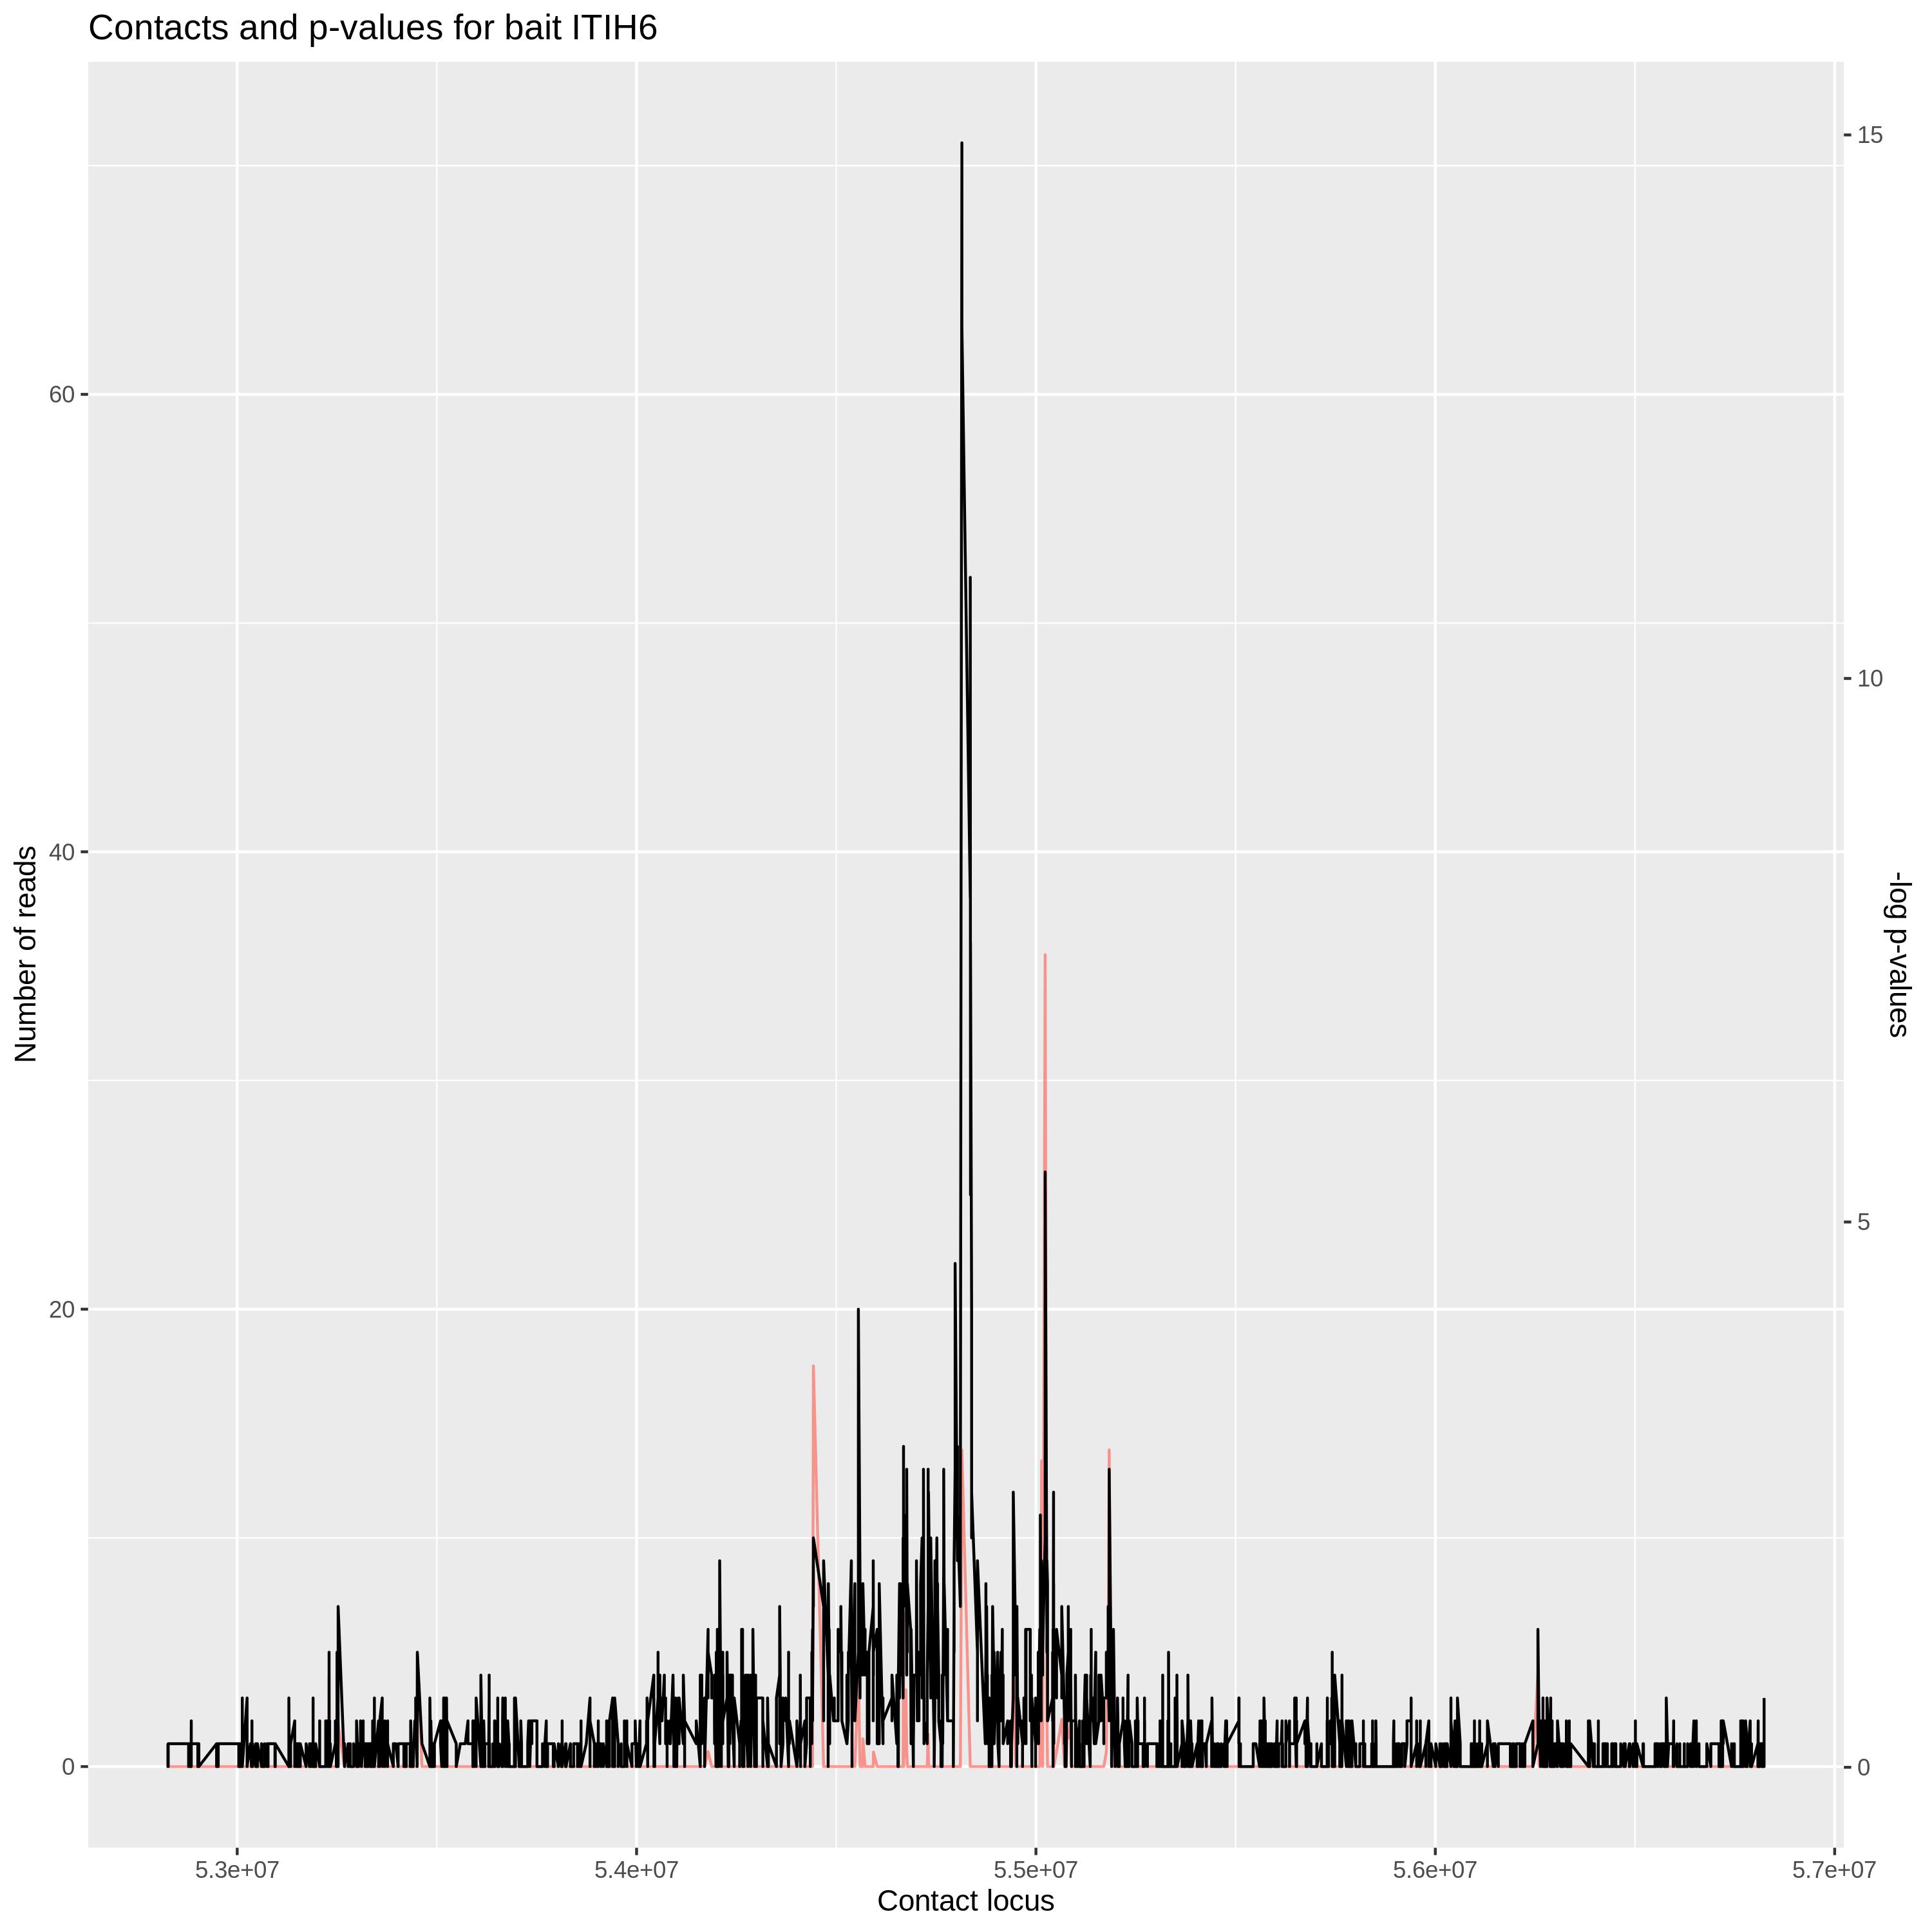 Contacts and p-values for bait ITIH6
15
60
10
40
Number of reads
-log p-values
5
20
0
0
5.3e+07
5.4e+07
5.5e+07
5.6e+07
5.7e+07
Contact locus